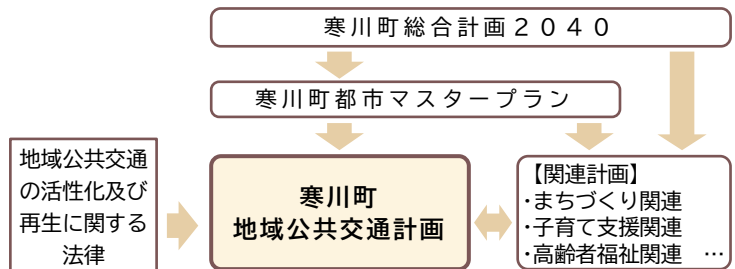 寒川町総合計画２０４０
寒川町都市マスタープラン
地域公共交通
の活性化及び
再生に関する
法律
寒川町
地域公共交通計画
【関連計画】
・まちづくり関連
・子育て支援関連
・高齢者福祉関連　…